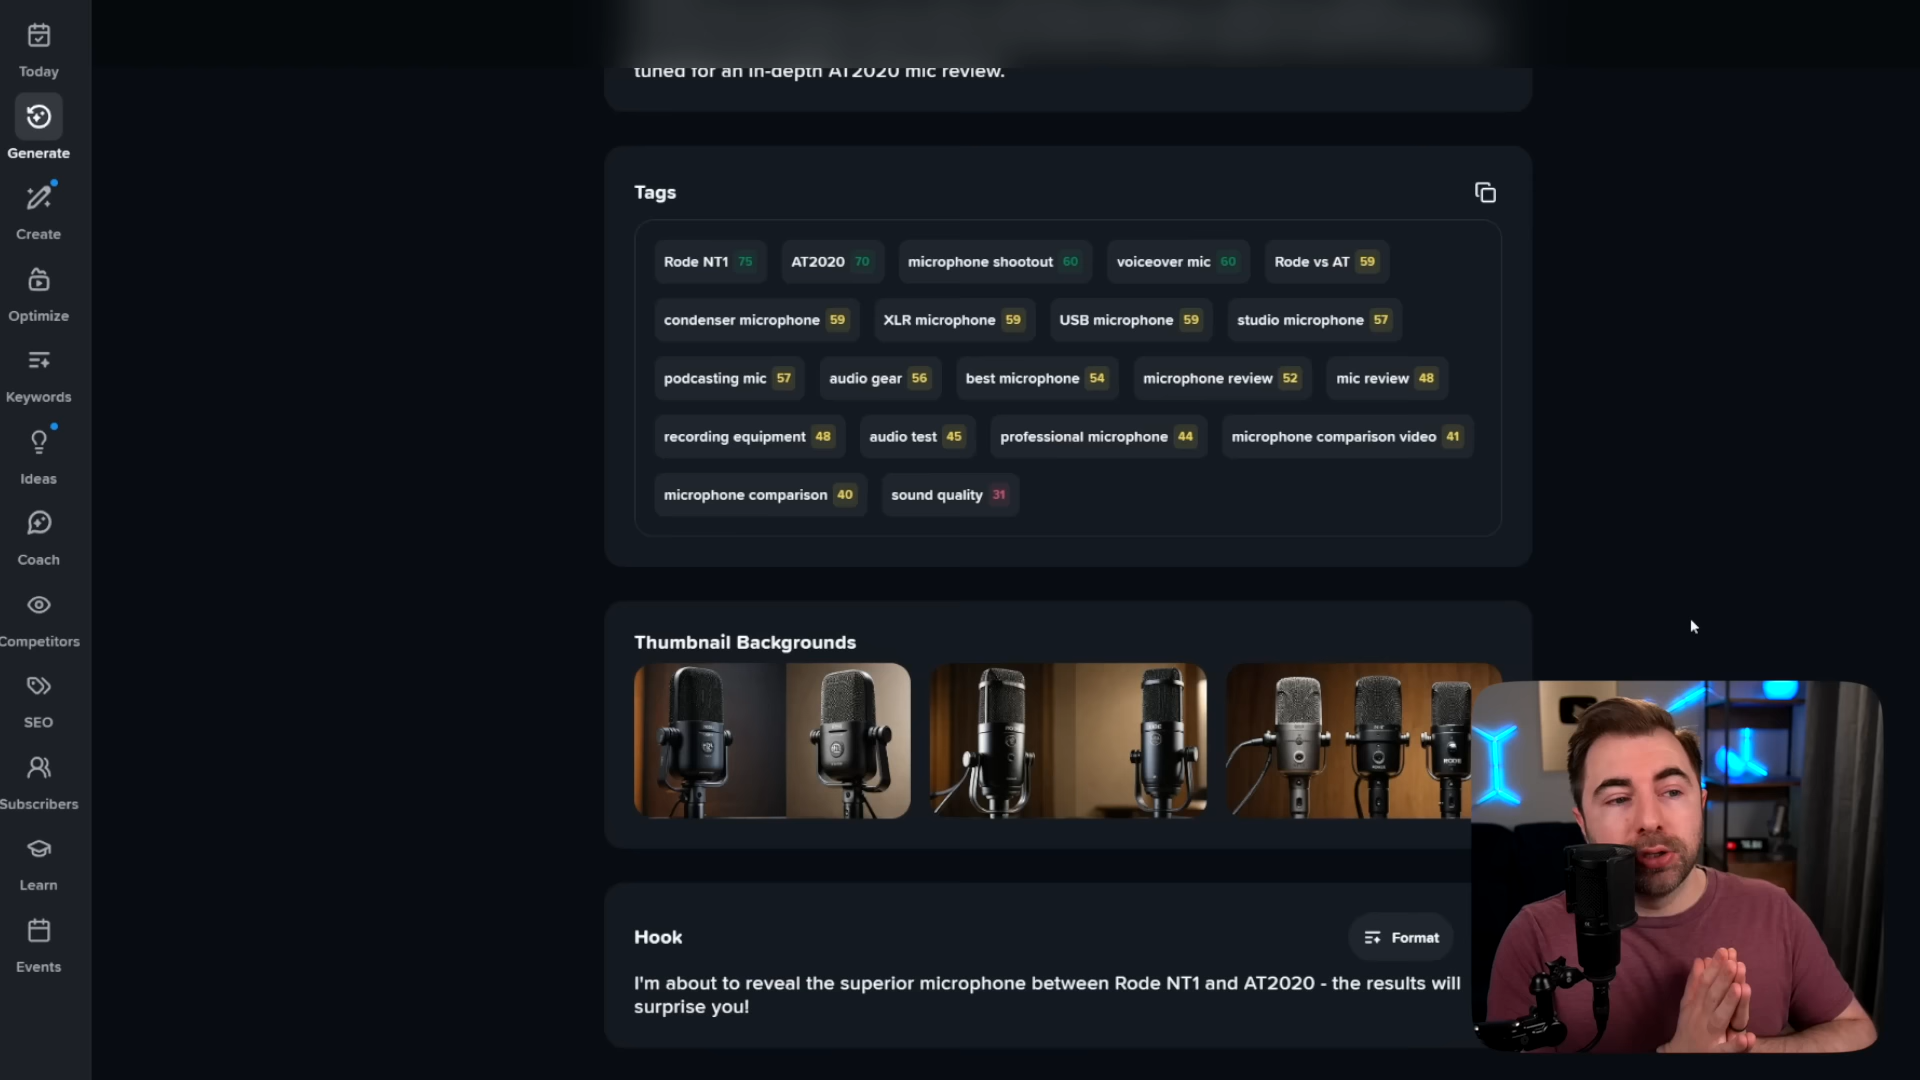 Today
Generate
Create
Optimize
Keywords
Ideas
Coach
Competitors
SEO
Subscribers
Learn
Events
tuned for an in-depth AT2020 mic review.
Tags
Rode NT1 75 AT2020 70 microphone shootout 60 voiceover mic 60 Rode vs AT 59
condenser microphone 59 XLR microphone 59 USB microphone 59 studio microphone 57
podcasting mic 57 audio gear 56 best microphone 54 microphone review 52 mic review 48
recording equipment 48 audio test 45 professional microphone 44 microphone comparison video 41
microphone comparison 40 sound quality 31
Thumbnail Backgrounds
RODE
Hook
Format
I'm about to reveal the superior microphone between Rode NT1 and AT2020 - the results will
surprise you!